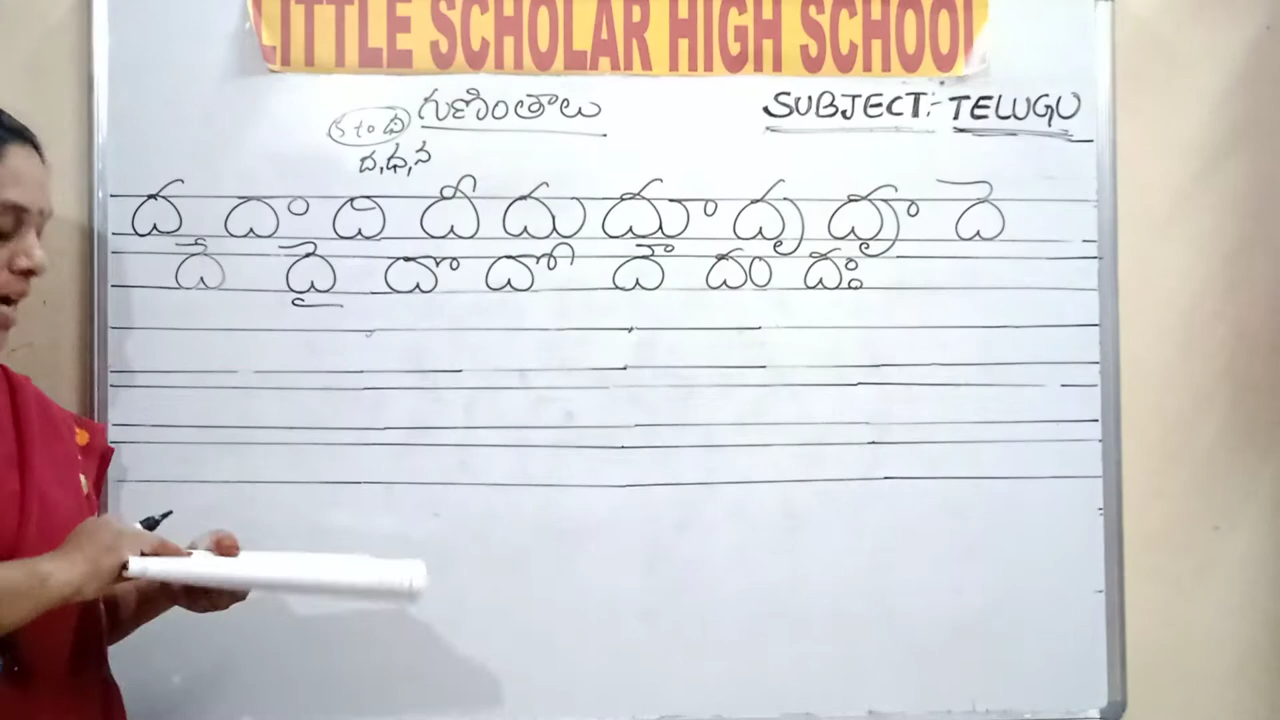 LITTLE SCHOLAR HIGH SCHOOL
గుణింతాలు SUBJECT:- TELUGU
ద,ధ,న
ద దా ది దీ దు దూ దృ దౄ దె
దే దై దొ దో దౌ దం దః